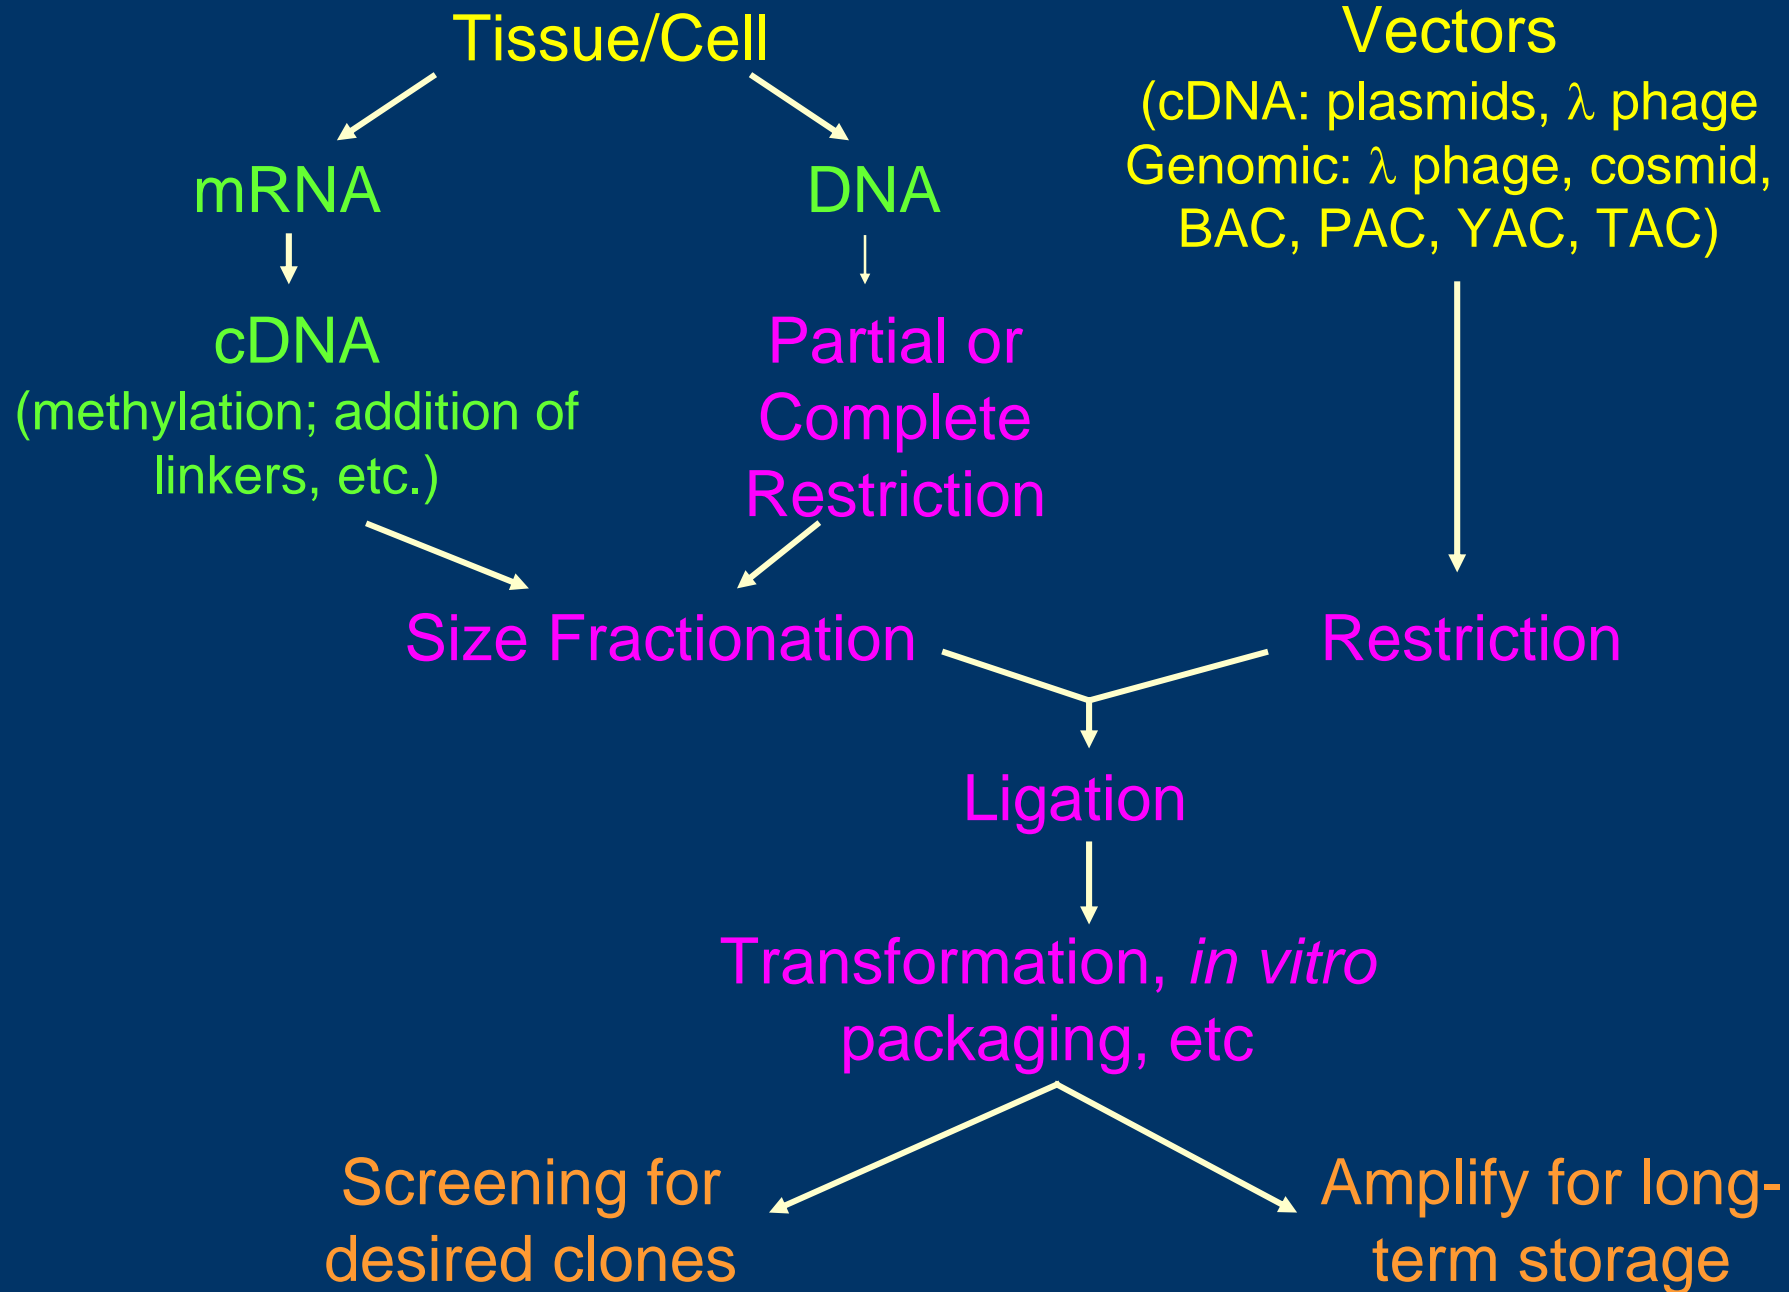 Tissue/Cell
Vectors
(cDNA: plasmids, λ phage
Genomic: λ phage, cosmid,
BAC, PAC, YAC, TAC)
mRNA
DNA
cDNA
(methylation; addition of
linkers, etc.)
Partial or
Complete
Restriction
Size Fractionation
Restriction
Ligation
Transformation, in vitro
packaging, etc
Screening for
desired clones
Amplify for long-
term storage